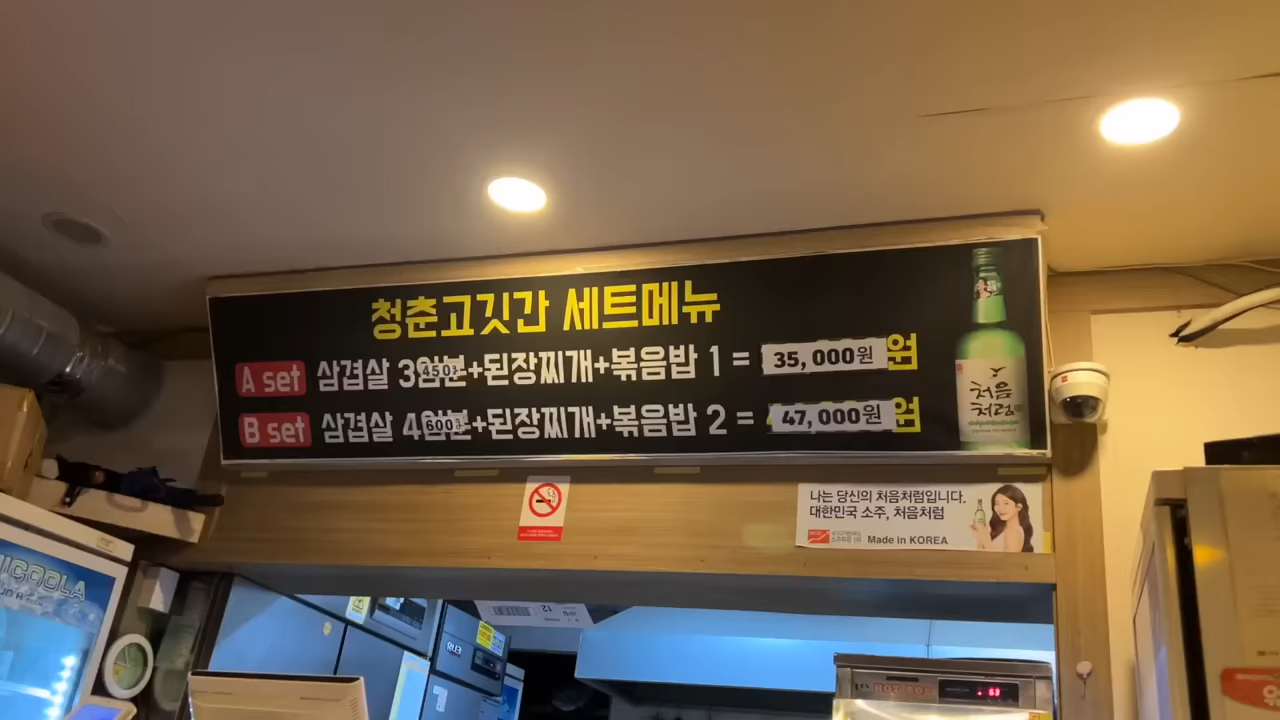 청춘고깃간 세트메뉴
A set 삼겹살 3인분 450g+된장찌개+볶음밥 1 = 35,000원 원
B set 삼겹살 4인분 600g+된장찌개+볶음밥 2 = 47,000원 원
처음
처럼
나는 당신의 처음처럼입니다.
대한민국 소주, 처음처럼
Made in KOREA
HOT BOX
63
12